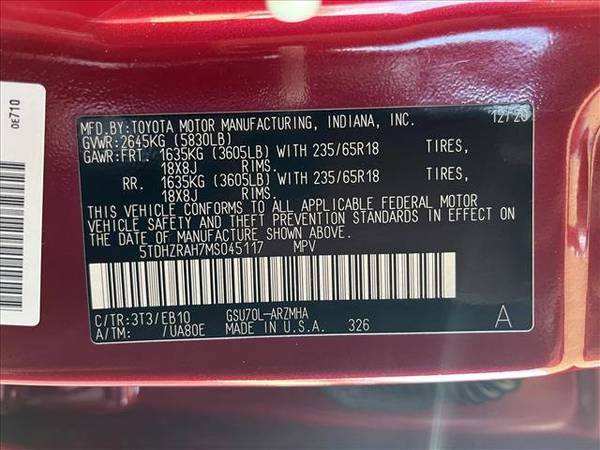 0E710
MFD.BY:TOYOTA MOTOR MANUFACTURING, INDIANA, INC. 12/20
GVWR:2645KG (5830LB)
GAWR:FRT. 1635KG (3605LB) WITH 235/65R18 TIRES,
18X8J RIMS.
RR. 1635KG (3605LB) WITH 235/65R18 TIRES,
18X8J RIMS.
THIS VEHICLE CONFORMS TO ALL APPLICABLE FEDERAL MOTOR
VEHICLE SAFETY AND THEFT PREVENTION STANDARDS IN EFFECT ON
THE DATE OF MANUFACTURE SHOWN ABOVE.
5TDHZRAH7MS045117 MPV
C/TR:3T3/EB10 GSU70L-ARZMHA
A/TM: /UA80E MADE IN U.S.A. 326 A